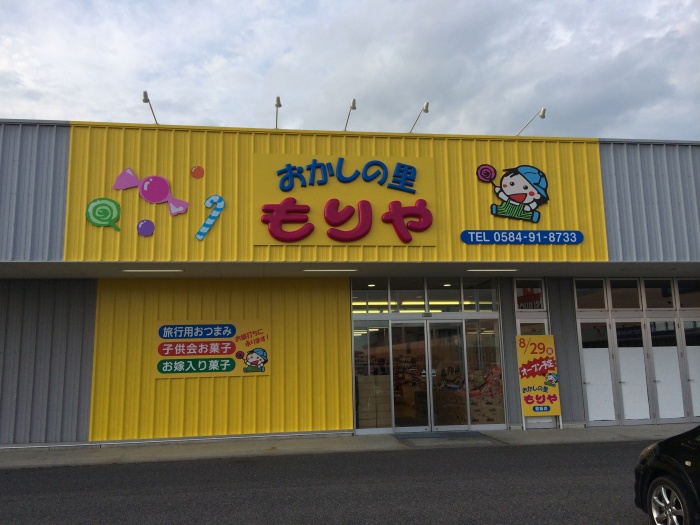 おかしの里
もりや
TEL 0584-91-8733
旅行用おつまみ
子供会お菓子
お嫁入り菓子
8/29
オープン予定
おかしの里
もりや